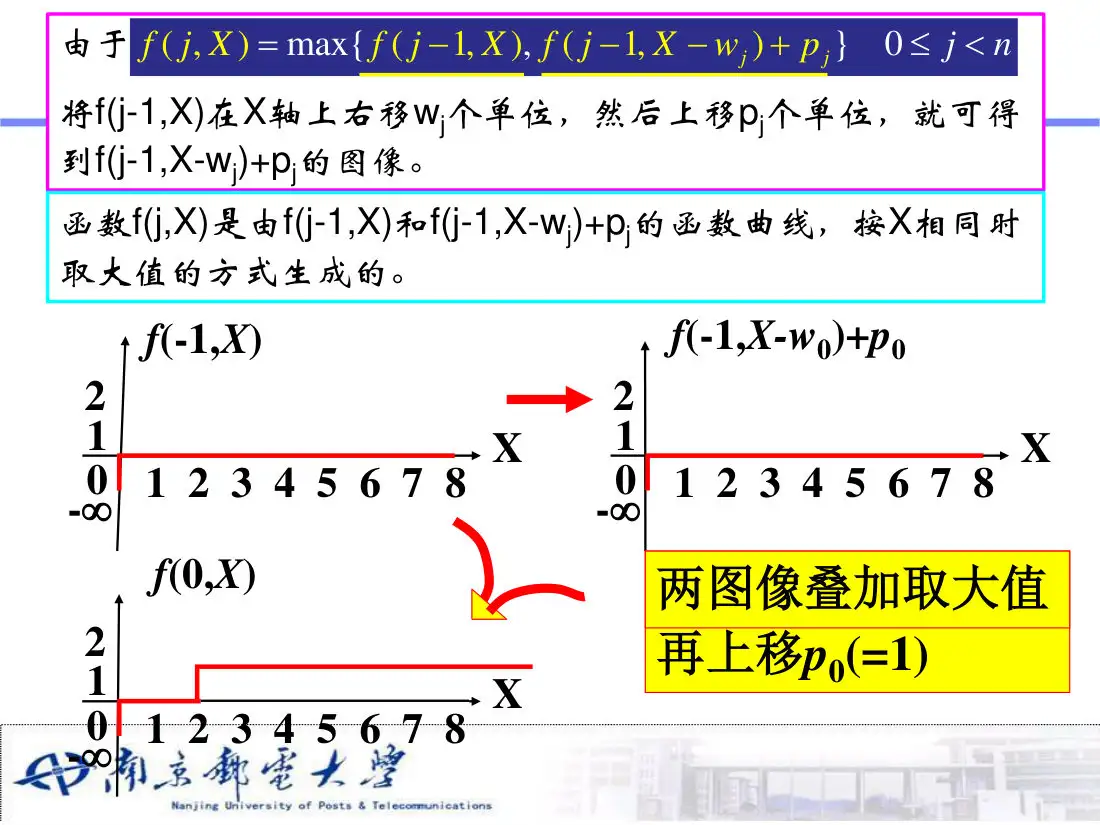 由于 f(j,X)=max{f(j−1,X),f(j−1,X−wⱼ)+pⱼ} 0≤j<n
将f(j-1,X)在X轴上右移wⱼ个单位，然后上移pⱼ个单位，就可得
到f(j-1,X-wⱼ)+pⱼ的图像。
函数f(j,X)是由f(j-1,X)和f(j-1,X-wⱼ)+pⱼ的函数曲线，按X相同时
取大值的方式生成的。
f(-1,X)
2
1
X
0
1 2 3 4 5 6 7 8
-∞
f(-1,X-w₀)+p₀
2
1
X
0
1 2 3 4 5 6 7 8
-∞
f(0,X)
2
1
X
0
1 2 3 4 5 6 7 8
-∞
两图像叠加取大值
再上移p₀(=1)
南京郵電大學
Nanjing University of Posts & Telecommunications